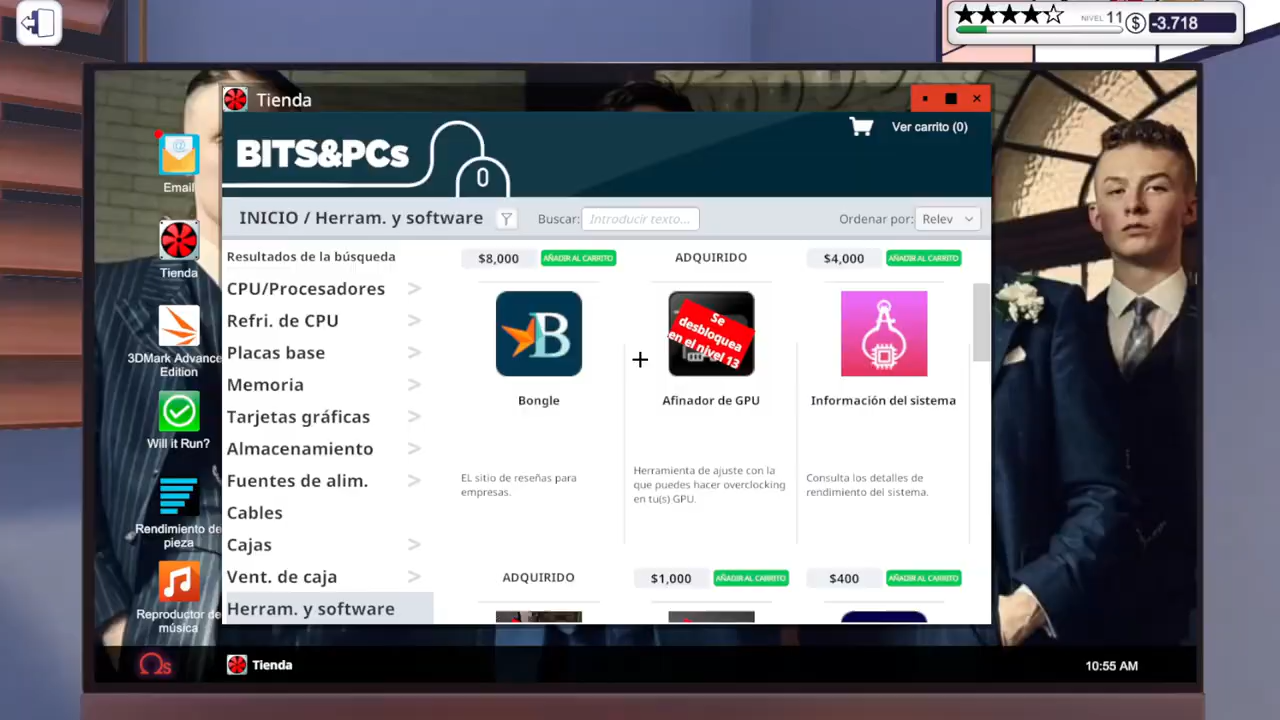 NIVEL 11
$ -3.718
Tienda
BITS&PCs
Ver carrito (0)
INICIO / Herram. y software
Buscar: Introducir texto...
Ordenar por: Relev
Email
Tienda
3DMark Advance
Edition
Will it Run?
Rendimiento de
pieza
Reproductor de
música
Resultados de la búsqueda
CPU/Procesadores >
Refri. de CPU >
Placas base >
Memoria >
Tarjetas gráficas >
Almacenamiento >
Fuentes de alim. >
Cables
Cajas >
Vent. de caja >
Herram. y software
$8,000 AÑADIR AL CARRITO
ADQUIRIDO
$4,000 AÑADIR AL CARRITO
B
Bongle
EL sitio de reseñas para
empresas.
ADQUIRIDO
Se
desbloquea
en el nivel 13
Afinador de GPU
Herramienta de ajuste con la
que puedes hacer overclocking
en tu(s) GPU.
$1,000 AÑADIR AL CARRITO
Información del sistema
Consulta los detalles de
rendimiento del sistema.
$400 AÑADIR AL CARRITO
Ωs
Tienda
10:55 AM